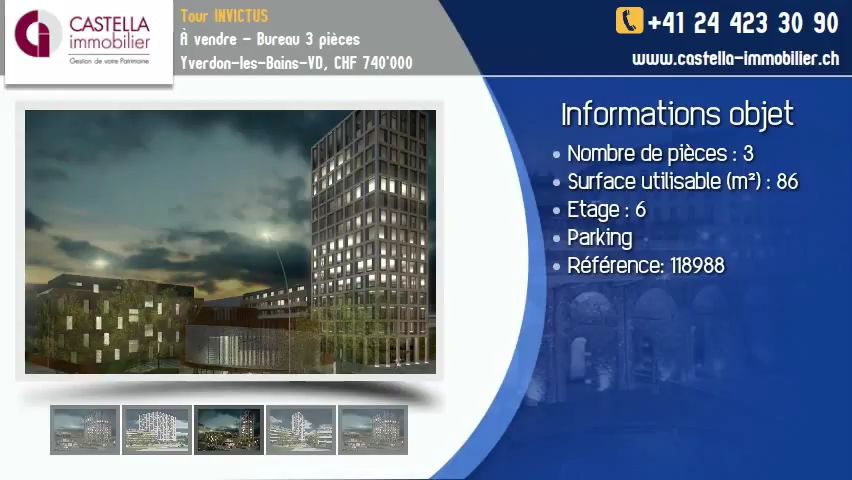 CASTELLA
immobilier
Gestion de votre Patrimoine
Tour INVICTUS
À vendre - Bureau 3 pièces
Yverdon-les-Bains-VD, CHF 740'000
+41 24 423 30 90
www.castella-immobilier.ch
Informations objet
• Nombre de pièces : 3
• Surface utilisable (m²) : 86
• Etage : 6
• Parking
• Référence: 118988